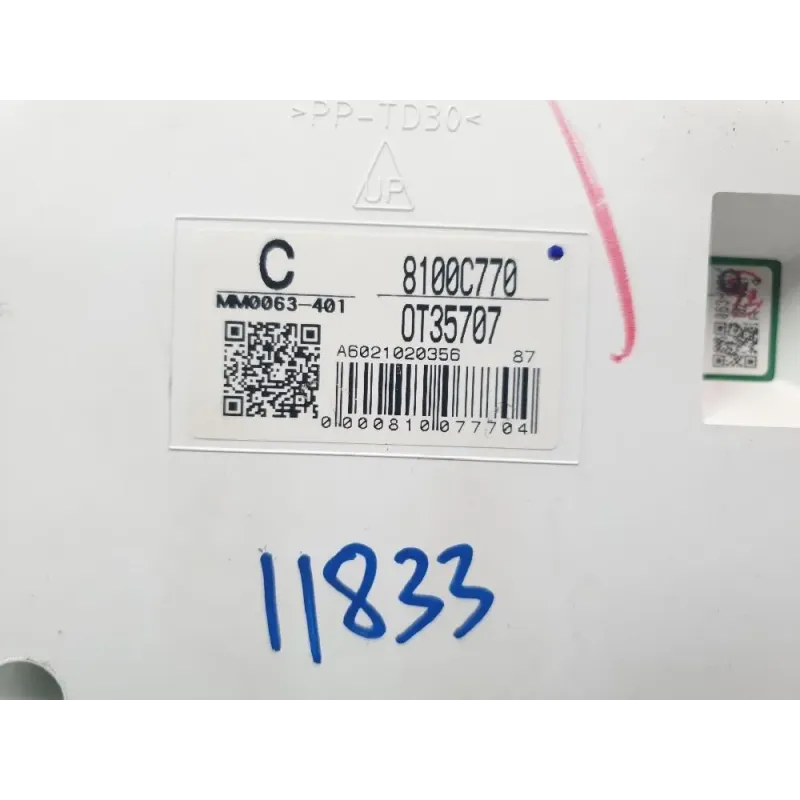 >PP-TD30<
UP
C
8100C770
MM0063-401
0T35707
A6021020356 87
0000810077704
11833